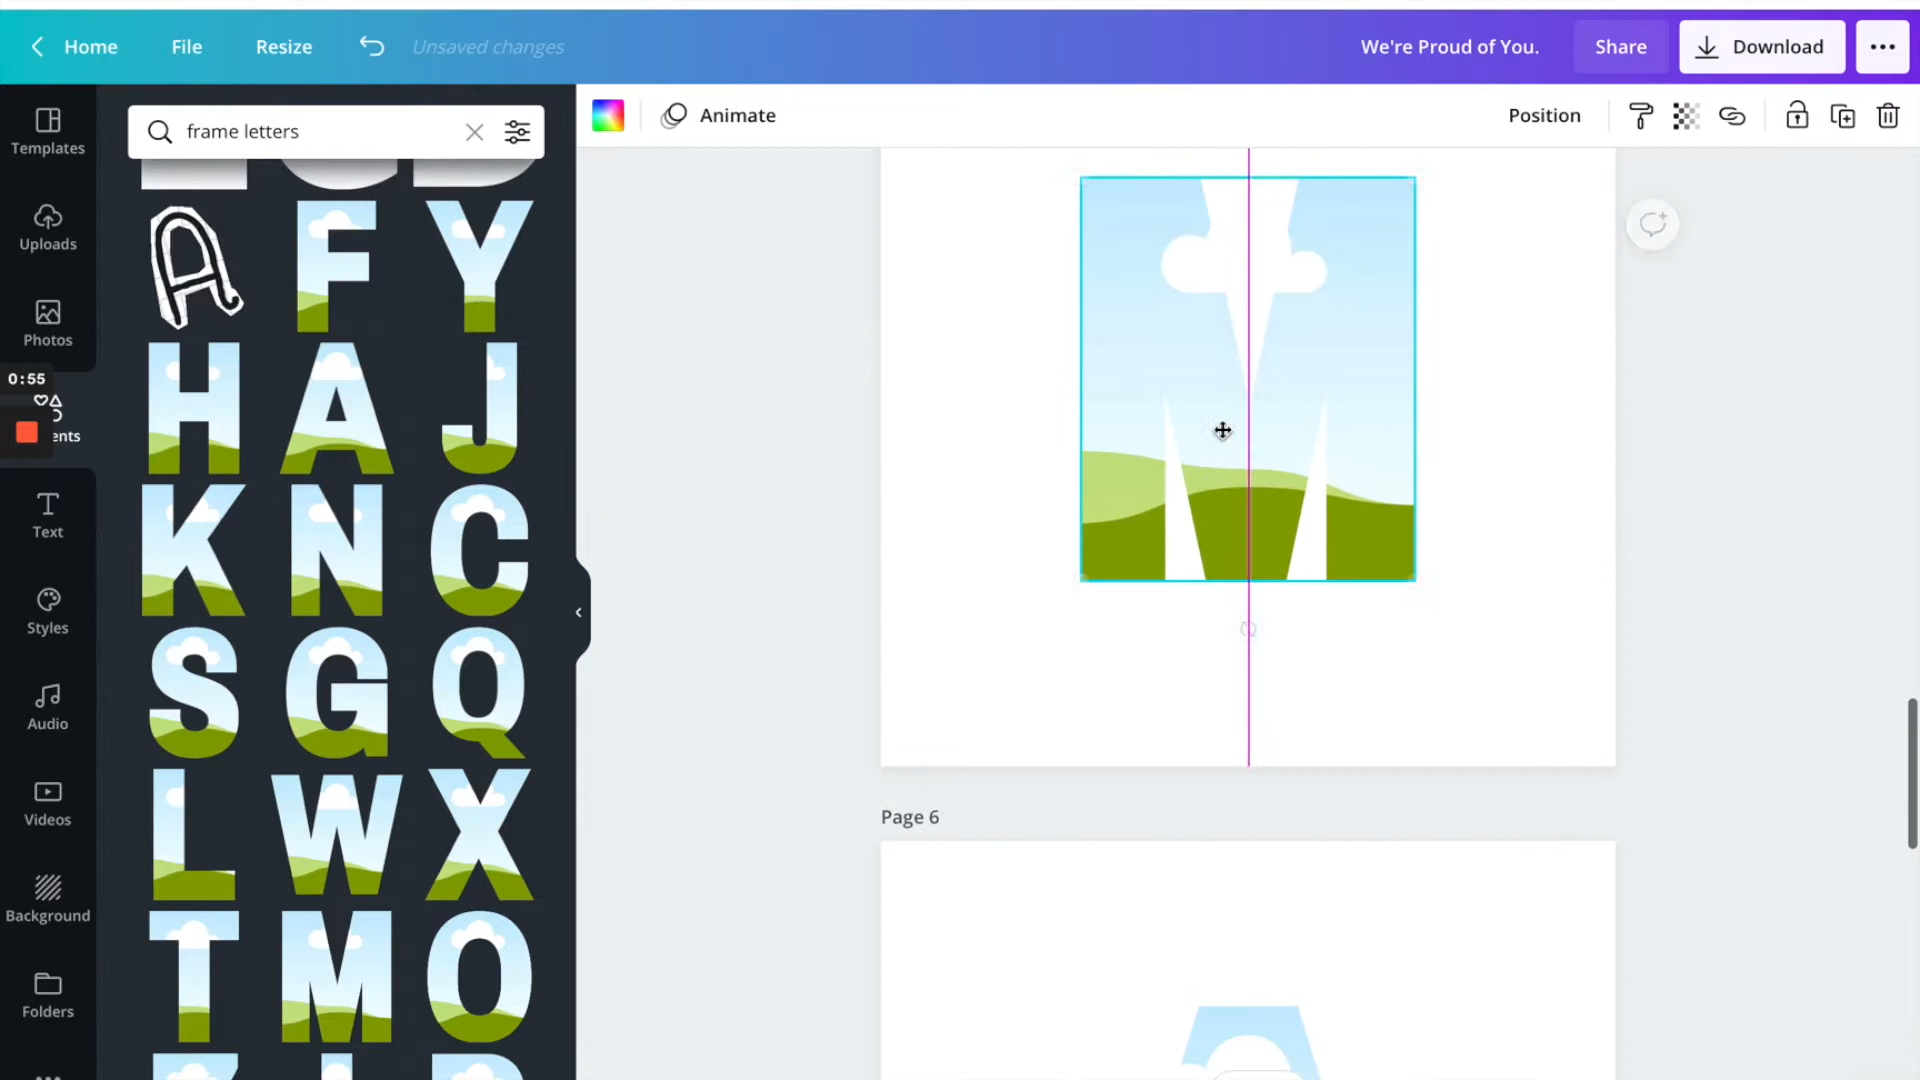 Home File Resize Unsaved changes We're Proud of You. Share Download
Templates
frame letters
Animate
Position
Uploads
Photos
0:55
ents
Text
Styles
Audio
Videos
Background
Folders
A F Y
H A J
K N C
S G Q
L W X
T M O
Page 6